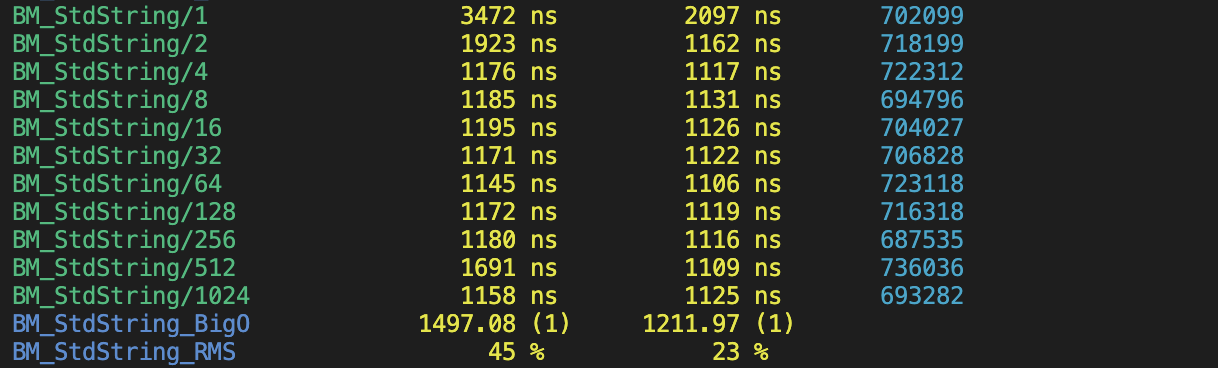 BM_StdString/1 3472 ns 2097 ns 702099
BM_StdString/2 1923 ns 1162 ns 718199
BM_StdString/4 1176 ns 1117 ns 722312
BM_StdString/8 1185 ns 1131 ns 694796
BM_StdString/16 1195 ns 1126 ns 704027
BM_StdString/32 1171 ns 1122 ns 706828
BM_StdString/64 1145 ns 1106 ns 723118
BM_StdString/128 1172 ns 1119 ns 716318
BM_StdString/256 1180 ns 1116 ns 687535
BM_StdString/512 1691 ns 1109 ns 736036
BM_StdString/1024 1158 ns 1125 ns 693282
BM_StdString_BigO 1497.08 (1) 1211.97 (1)
BM_StdString_RMS 45 % 23 %